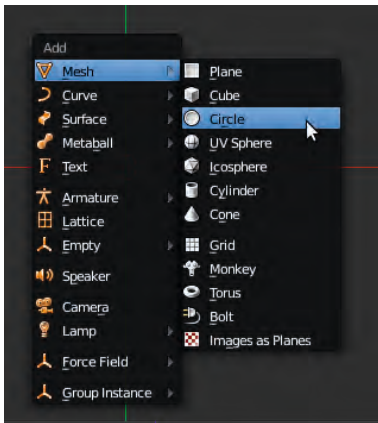 Add
Mesh
Curve
Surface
Metaball
Text
Armature
Lattice
Empty
Speaker
Camera
Lamp
Force Field
Group Instance
Plane
Cube
Circle
UV Sphere
Icosphere
Cylinder
Cone
Grid
Monkey
Torus
Bolt
Images as Planes